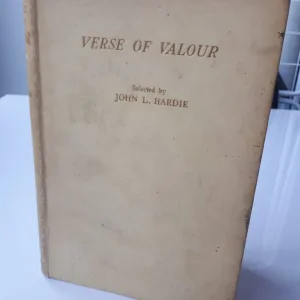 VERSE OF VALOUR
Selected by
JOHN L. HARDIE